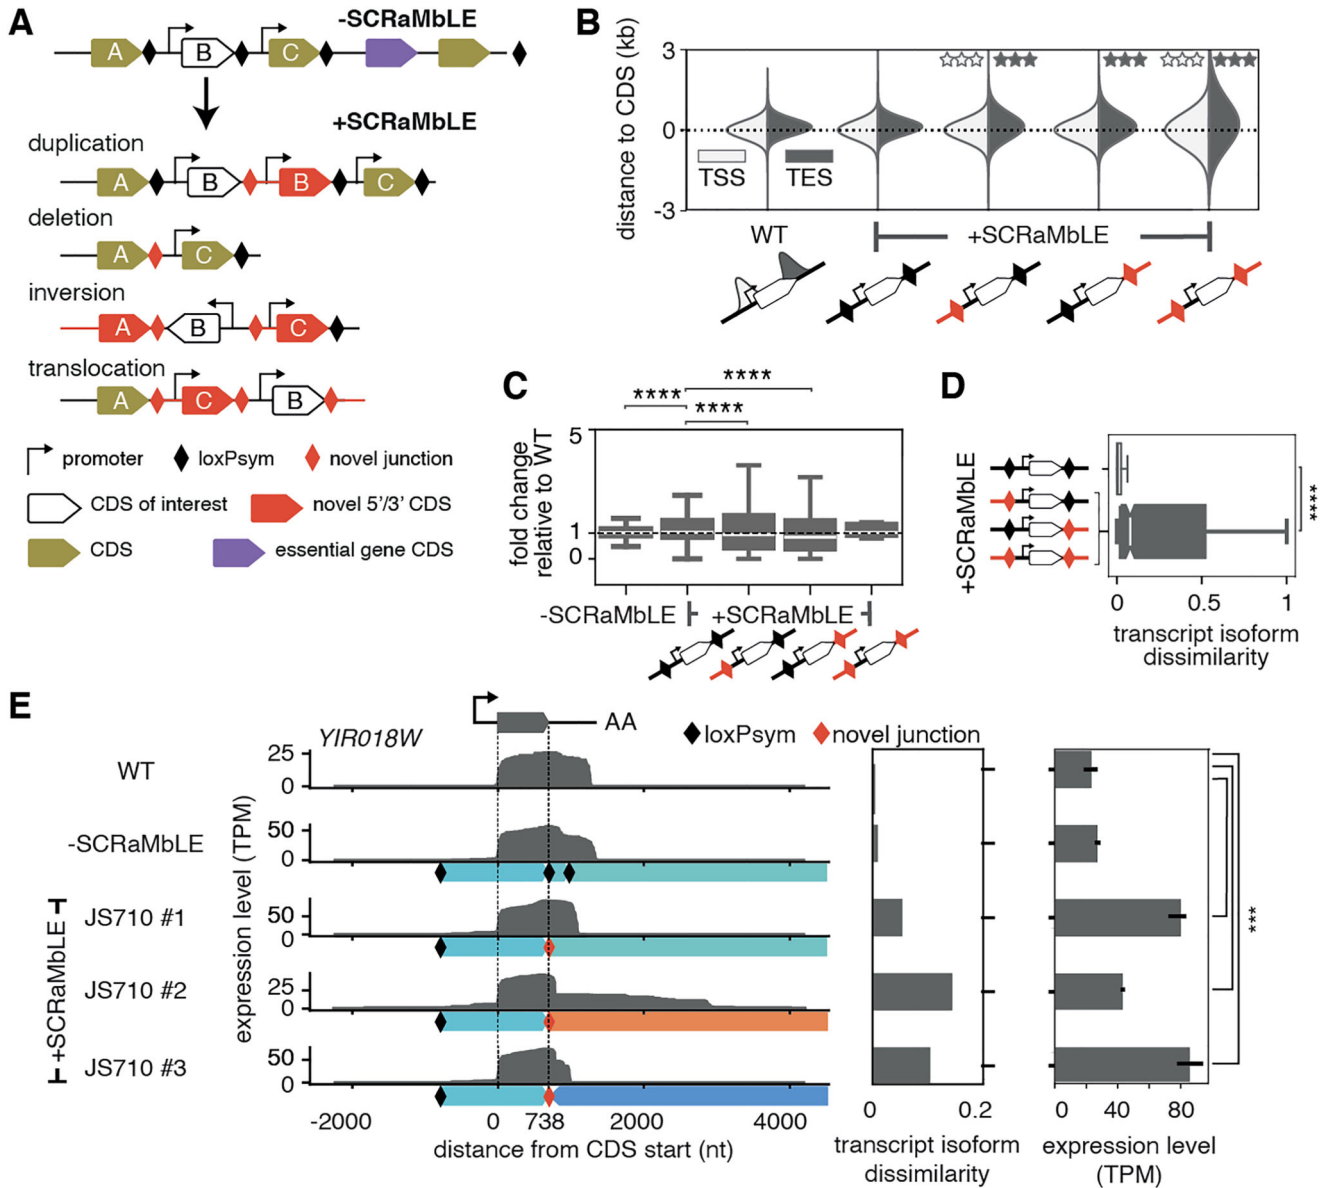 A
-SCRaMbLE
A B C
+SCRaMbLE
duplication
A B B C
deletion
A C
inversion
A B C
translocation
A C B
promoter loxPsym novel junction
CDS of interest novel 5'/3' CDS
CDS essential gene CDS
B
distance to CDS (kb)
3
0
-3
☆☆☆ ★★★ ★★★ ☆☆☆ ★★★
TSS TES
WT +SCRaMbLE
C
**** **** ****
fold change
relative to WT
5
1
0
-SCRaMbLE +SCRaMbLE
D
+SCRaMbLE
****
0 0.5 1
transcript isoform
dissimilarity
E
YIR018W
AA
loxPsym novel junction
expression level (TPM)
WT
25
0
-SCRaMbLE
50
0
+SCRaMbLE
JS710 #1
50
0
JS710 #2
25
0
JS710 #3
50
0
-2000 0 738 2000 4000
distance from CDS start (nt)
0 0.2
transcript isoform
dissimilarity
***
0 40 80
expression level
(TPM)